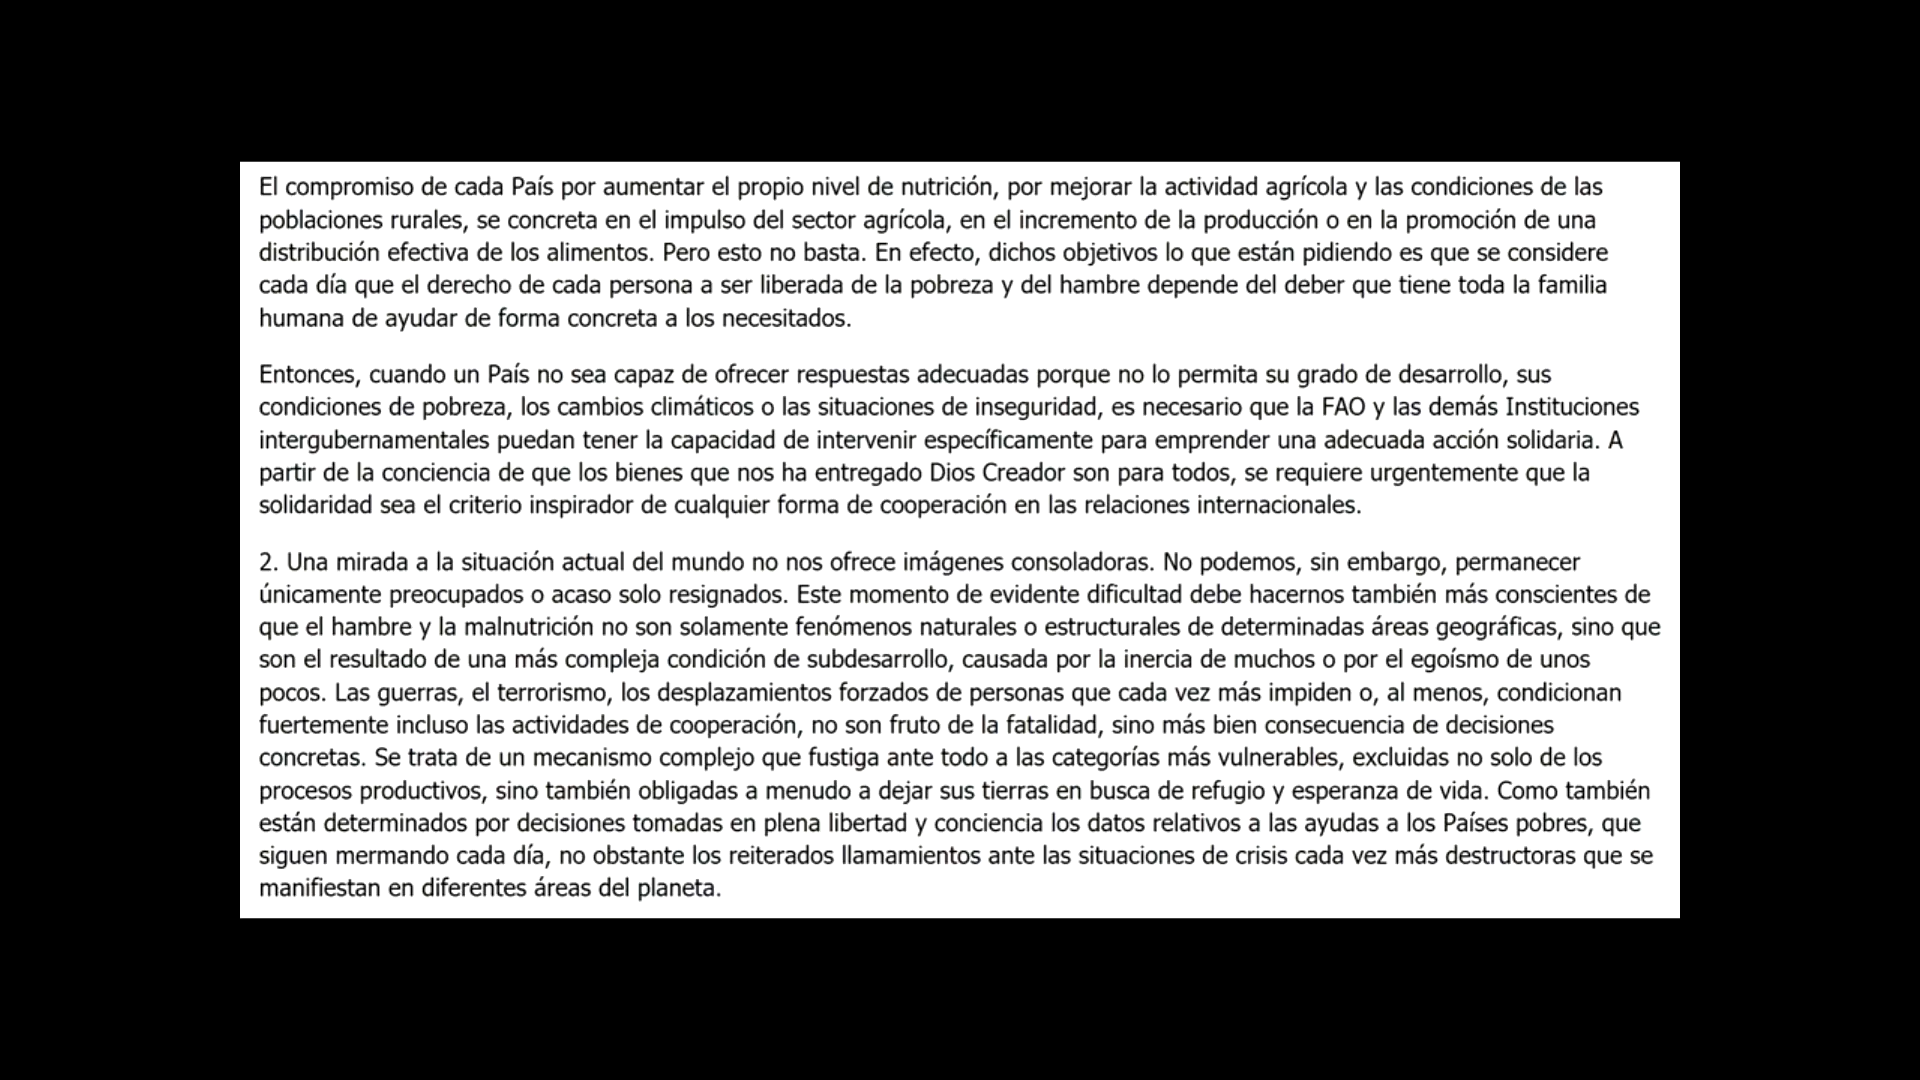 El compromiso de cada País por aumentar el propio nivel de nutrición, por mejorar la actividad agrícola y las condiciones de las
poblaciones rurales, se concreta en el impulso del sector agrícola, en el incremento de la producción o en la promoción de una
distribución efectiva de los alimentos. Pero esto no basta. En efecto, dichos objetivos lo que están pidiendo es que se considere
cada día que el derecho de cada persona a ser liberada de la pobreza y del hambre depende del deber que tiene toda la familia
humana de ayudar de forma concreta a los necesitados.
Entonces, cuando un País no sea capaz de ofrecer respuestas adecuadas porque no lo permita su grado de desarrollo, sus
condiciones de pobreza, los cambios climáticos o las situaciones de inseguridad, es necesario que la FAO y las demás Instituciones
intergubernamentales puedan tener la capacidad de intervenir específicamente para emprender una adecuada acción solidaria. A
partir de la conciencia de que los bienes que nos ha entregado Dios Creador son para todos, se requiere urgentemente que la
solidaridad sea el criterio inspirador de cualquier forma de cooperación en las relaciones internacionales.
2. Una mirada a la situación actual del mundo no nos ofrece imágenes consoladoras. No podemos, sin embargo, permanecer
únicamente preocupados o acaso solo resignados. Este momento de evidente dificultad debe hacernos también más conscientes de
que el hambre y la malnutrición no son solamente fenómenos naturales o estructurales de determinadas áreas geográficas, sino que
son el resultado de una más compleja condición de subdesarrollo, causada por la inercia de muchos o por el egoísmo de unos
pocos. Las guerras, el terrorismo, los desplazamientos forzados de personas que cada vez más impiden o, al menos, condicionan
fuertemente incluso las actividades de cooperación, no son fruto de la fatalidad, sino más bien consecuencia de decisiones
concretas. Se trata de un mecanismo complejo que fustiga ante todo a las categorías más vulnerables, excluidas no solo de los
procesos productivos, sino también obligadas a menudo a dejar sus tierras en busca de refugio y esperanza de vida. Como también
están determinados por decisiones tomadas en plena libertad y conciencia los datos relativos a las ayudas a los Países pobres, que
siguen mermando cada día, no obstante los reiterados llamamientos ante las situaciones de crisis cada vez más destructoras que se
manifiestan en diferentes áreas del planeta.